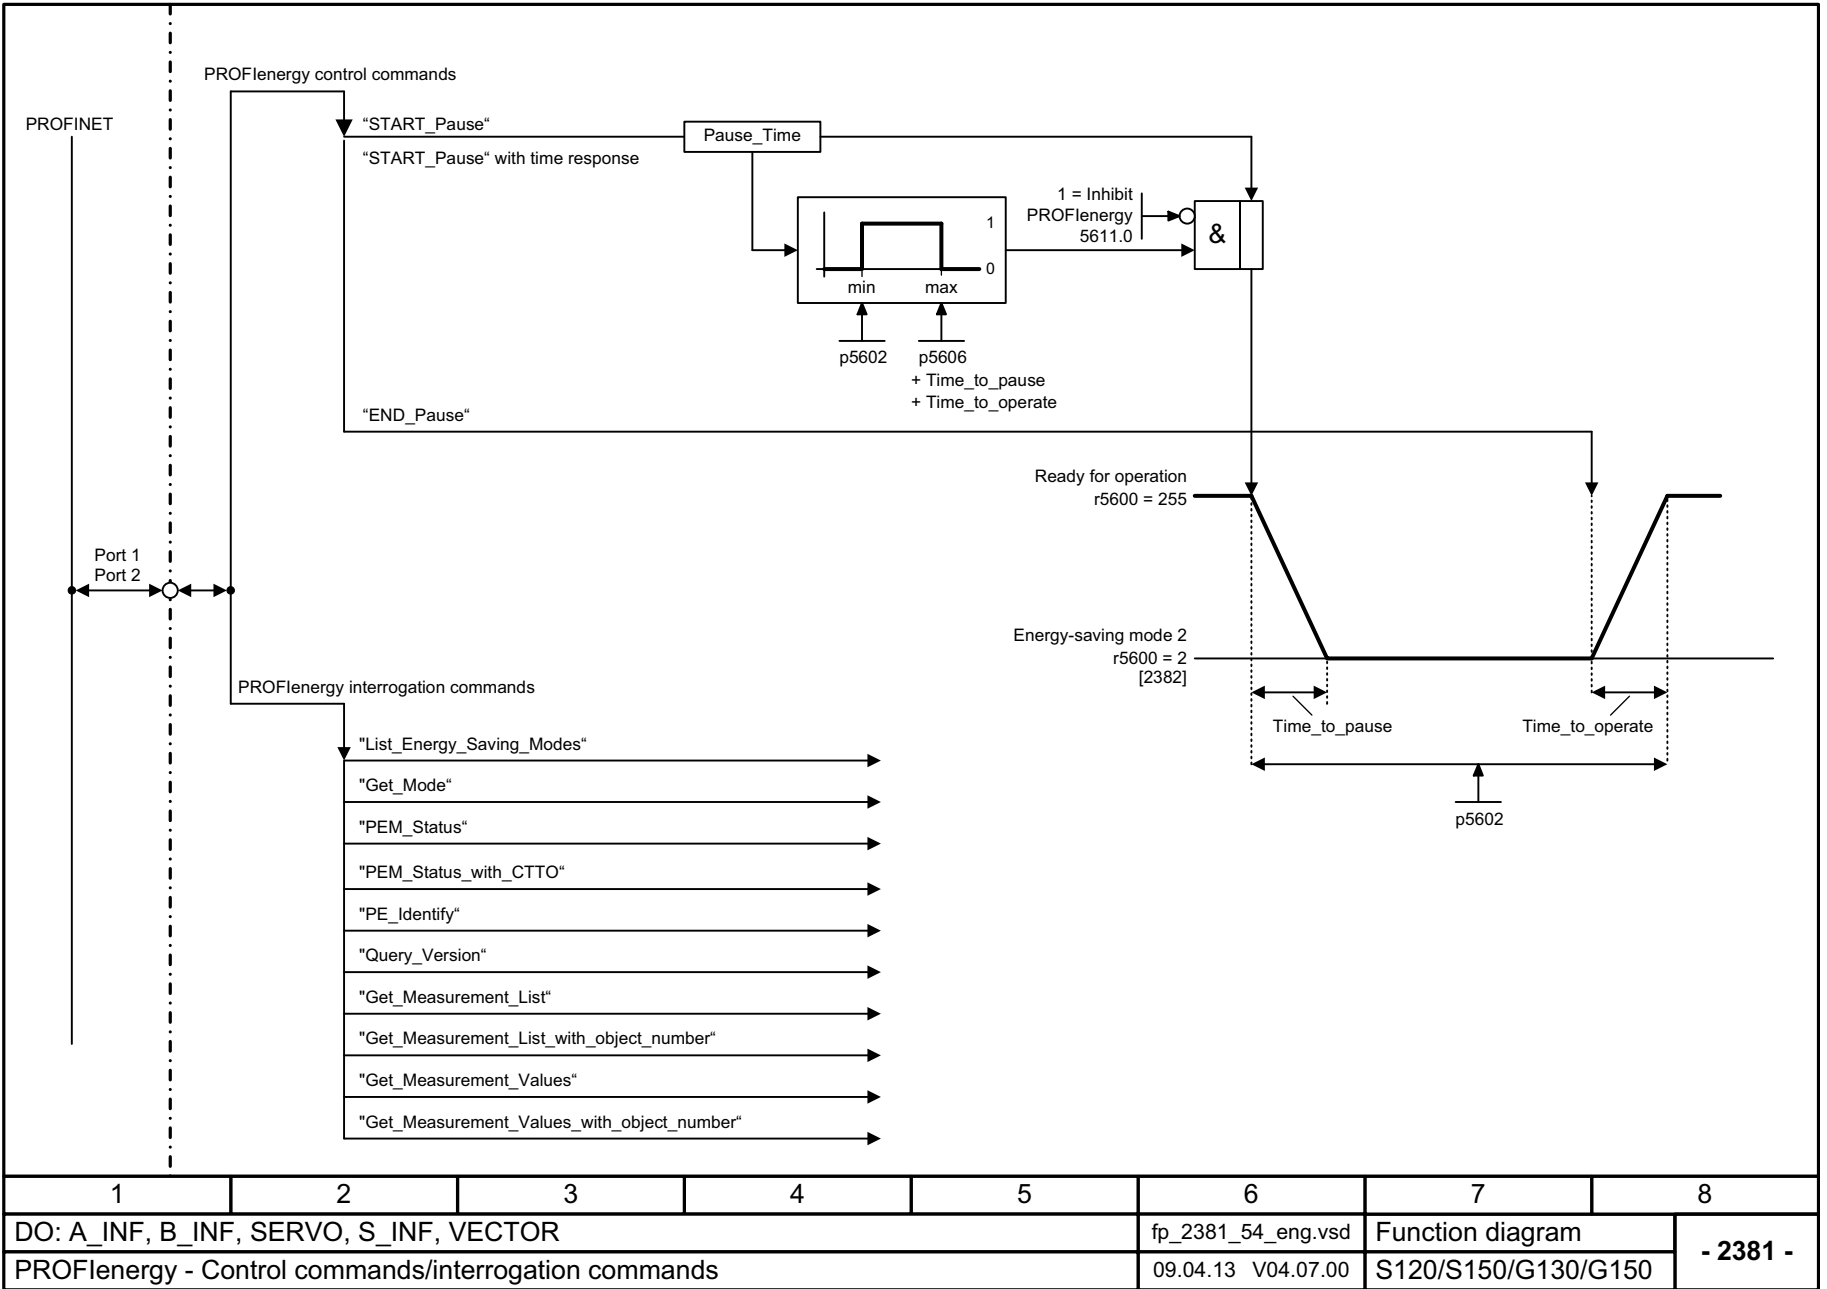 PROFIenergy control commands
PROFINET
“START_Pause“
“START_Pause“ with time response
Pause_Time
1 = Inhibit
PROFIenergy
5611.0
&
1
0
min
max
p5602
p5606
+ Time_to_pause
+ Time_to_operate
“END_Pause“
Ready for operation
r5600 = 255
Port 1
Port 2
Energy-saving mode 2
r5600 = 2
[2382]
Time_to_pause
Time_to_operate
p5602
PROFIenergy interrogation commands
"List_Energy_Saving_Modes“
"Get_Mode“
"PEM_Status“
"PEM_Status_with_CTTO“
"PE_Identify“
"Query_Version“
"Get_Measurement_List“
"Get_Measurement_List_with_object_number“
"Get_Measurement_Values“
"Get_Measurement_Values_with_object_number“
1 2 3 4 5 6 7 8
DO: A_INF, B_INF, SERVO, S_INF, VECTOR
fp_2381_54_eng.vsd
Function diagram
- 2381 -
PROFIenergy - Control commands/interrogation commands
09.04.13 V04.07.00
S120/S150/G130/G150